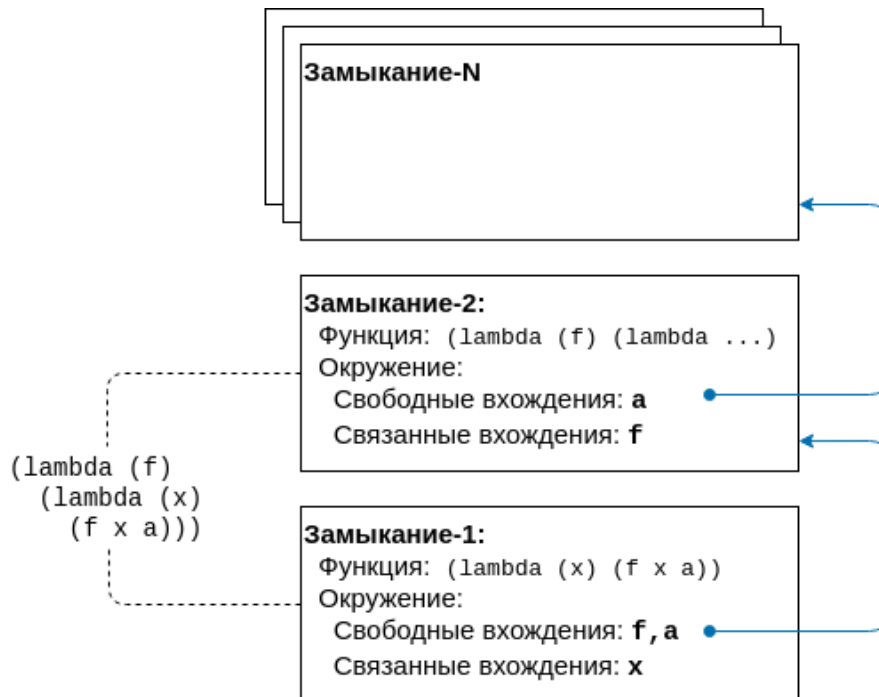 Замыкание-N
Замыкание-2:
Функция: (lambda (f) (lambda ...)
Окружение:
Свободные вхождения: a
Связанные вхождения: f
(lambda (f)
(lambda (x)
(f x a)))
Замыкание-1:
Функция: (lambda (x) (f x a))
Окружение:
Свободные вхождения: f,a
Связанные вхождения: x